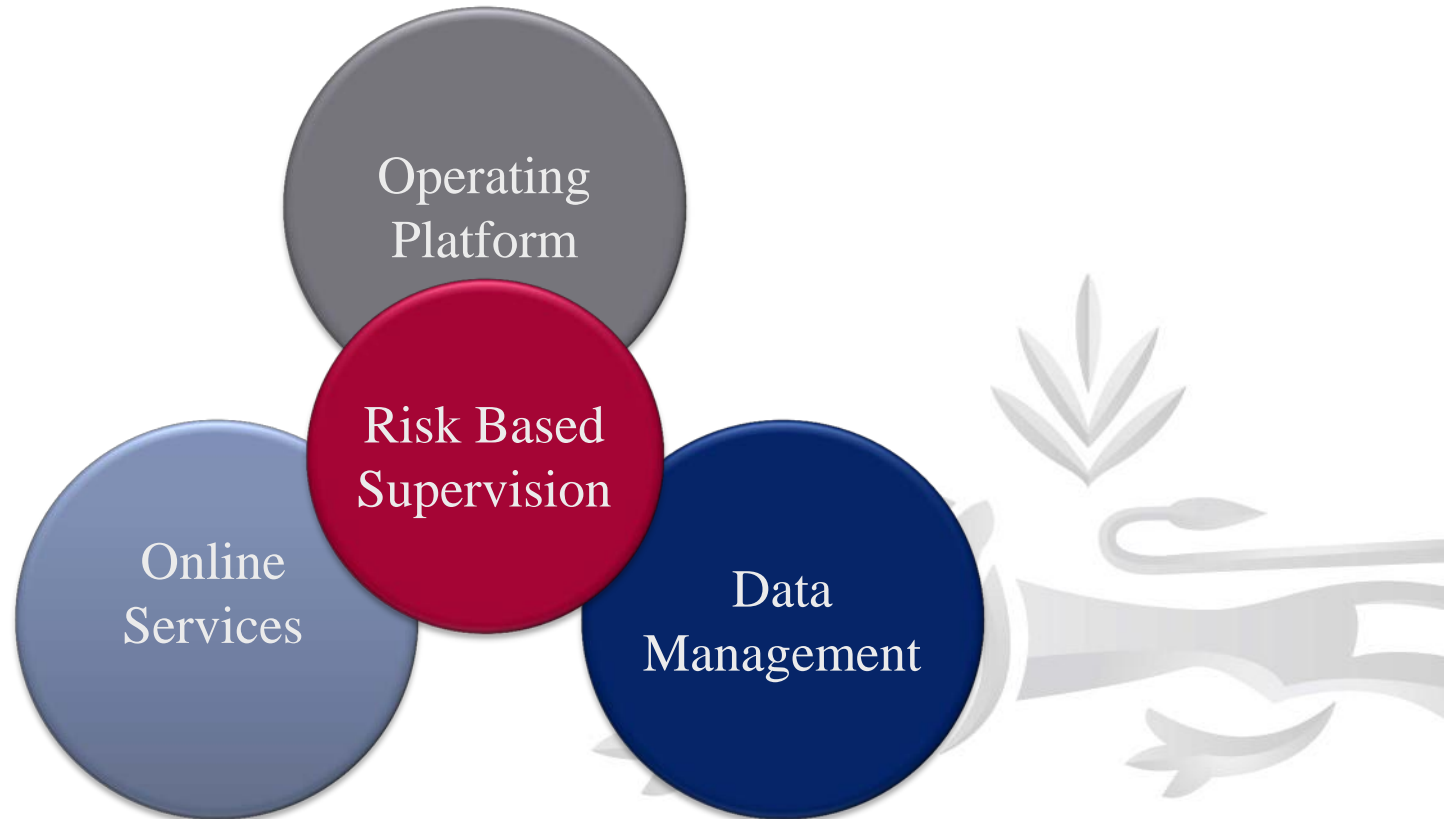 Operating
Platform
Risk Based
Supervision
Online
Services
Data
Management